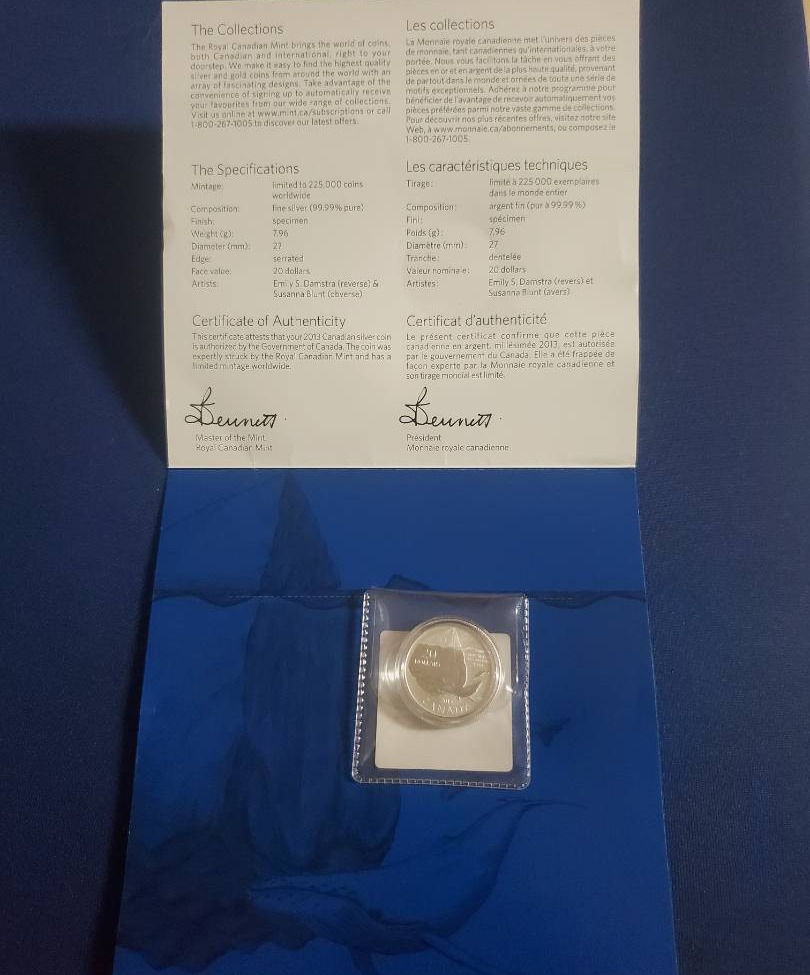 The Collections
The Royal Canadian Mint brings the world of coins,
both Canadian and international, right to your
doorstep. We make it easy to find the highest quality
silver and gold coins from around the world with an
array of fascinating designs. Take advantage of the
convenience of signing up to automatically receive
your favourites from our wide range of collections.
Visit us online at www.mint.ca/subscriptions or call
1-800-267-1005 to discover our latest offers.
Les collections
La Monnaie royale canadienne met l'univers des pièces
de monnaie, tant canadiennes qu'internationales, à votre
portée. Nous vous facilitons la tâche en vous offrant des
pièces en or et en argent de la plus haute qualité, provenant
de partout dans le monde et ornées de toute une série de
motifs exceptionnels. Adhérez à notre programme pour
bénéficier de l'avantage de recevoir automatiquement vos
pièces préférées parmi notre vaste gamme de collections.
Pour découvrir nos plus récentes offres, visitez notre site
Web, à www.monnaie.ca/abonnements, ou composez le
1-800-267-1005.
The Specifications
Mintage: limited to 225,000 coins
worldwide
Composition: fine silver (99.99% pure)
Finish: specimen
Weight (g): 7.96
Diameter (mm): 27
Edge: serrated
Face value: 20 dollars
Artists: Emily S. Damstra (reverse) &
Susanna Blunt (obverse)
Les caractéristiques techniques
Tirage: limité à 225 000 exemplaires
dans le monde entier
Composition: argent fin (pur à 99,99 %)
Fini: spécimen
Poids (g): 7,96
Diamètre (mm): 27
Tranche: dentelée
Valeur nominale: 20 dollars
Artistes: Emily S. Damstra (revers) et
Susanna Blunt (avers)
Certificate of Authenticity
This certificate attests that your 2013 Canadian silver coin
is authorized by the Government of Canada. The coin was
expertly struck by the Royal Canadian Mint and has a
limited mintage worldwide.
Bennett
Master of the Mint
Royal Canadian Mint
Certificat d'authenticité
Le présent certificat confirme que cette pièce
canadienne en argent, millésimée 2013, est autorisée
par le gouvernement du Canada. Elle a été frappée de
façon experte par la Monnaie royale canadienne et
son tirage mondial est limité.
Bennett
Président
Monnaie royale canadienne
20
DOLLARS
CANADA